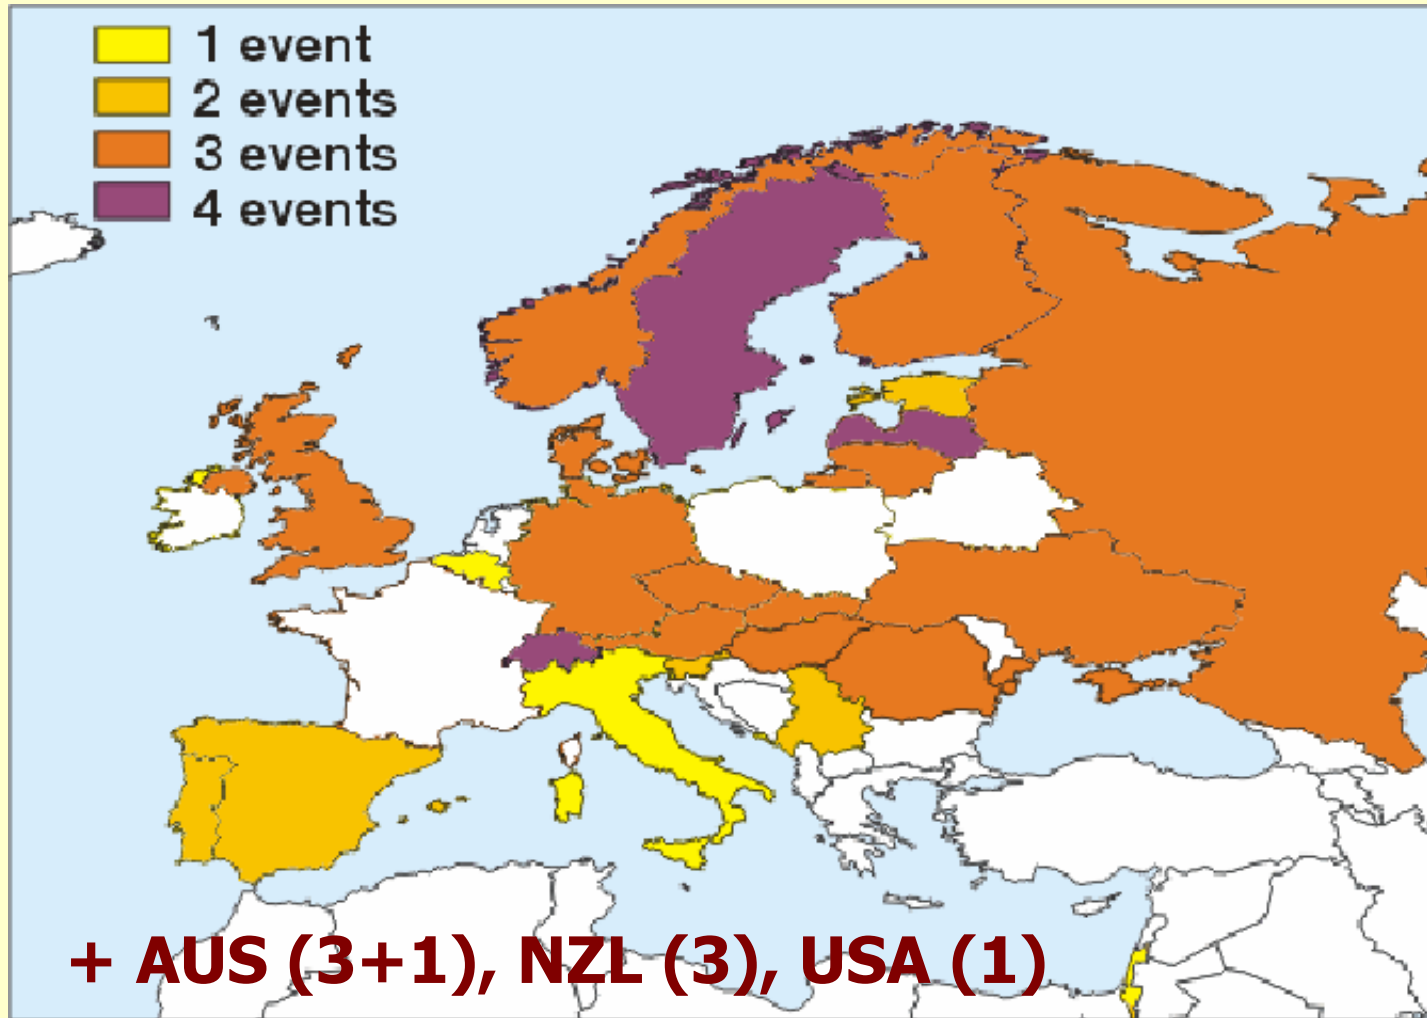 1 event
2 events
3 events
4 events
+ AUS (3+1), NZL (3), USA (1)